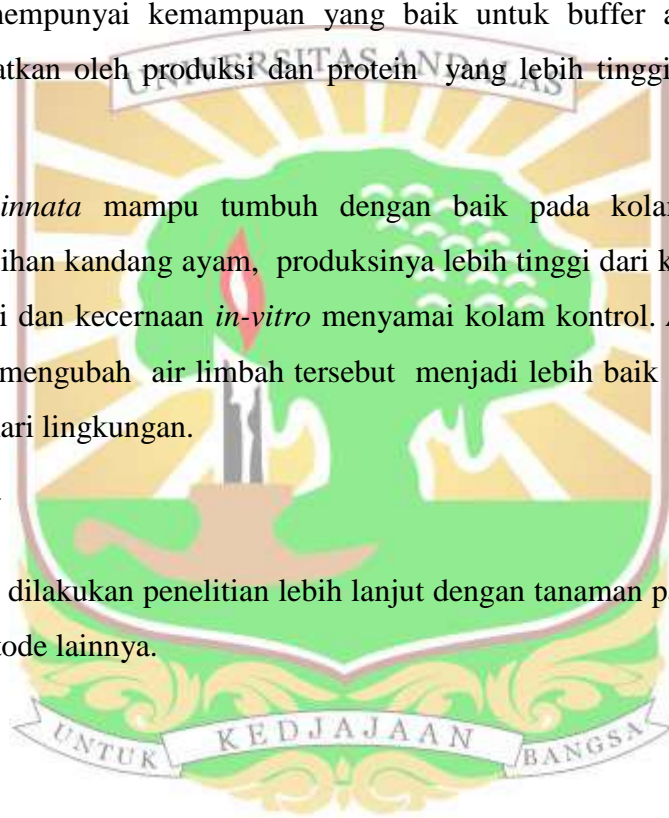 mempunyai kemampuan yang baik untuk buffer a
atkan oleh produksi dan protein yang lebih tinggi
UNIVERSITAS ANDALAS
innata mampu tumbuh dengan baik pada kolam
ihan kandang ayam, produksinya lebih tinggi dari k
i dan kecernaan in-vitro menyamai kolam kontrol.
mengubah air limbah tersebut menjadi lebih baik
ari lingkungan.
dilakukan penelitian lebih lanjut dengan tanaman p
tode lainnya.
UNTUK KEDJAJAAN BANGSA